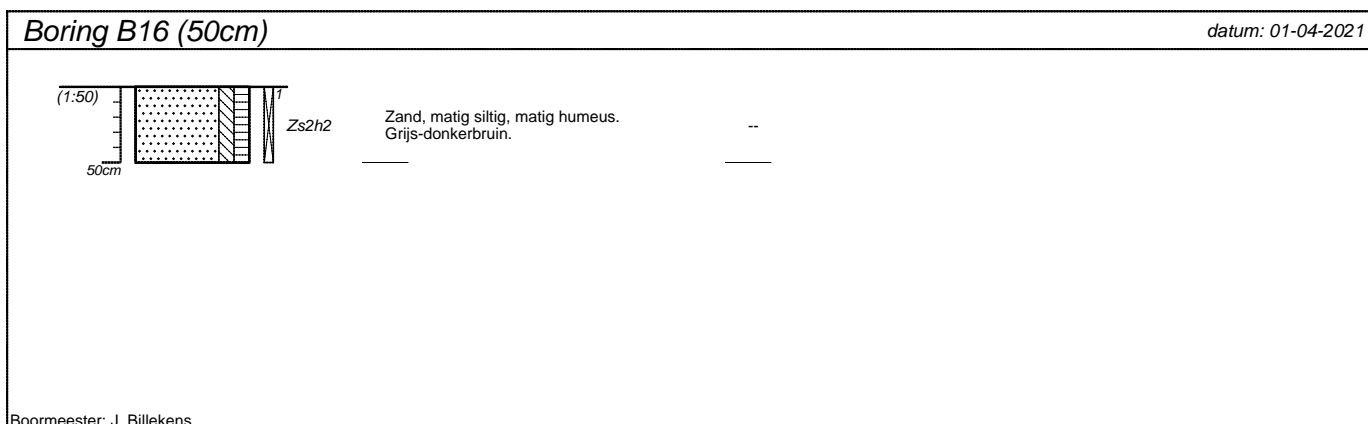 Boring B16 (50cm)
datum: 01-04-2021
(1:50)
1
Zs2h2
Zand, matig siltig, matig humeus.
Grijs-donkerbruin.
--
50cm
Boormeester: J. Billekens